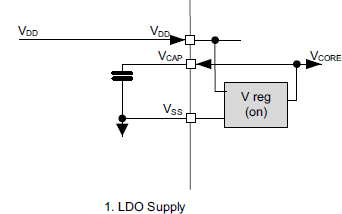 VDD
VDD
VCAP
VCORE
VSS
V reg
(on)
1. LDO Supply